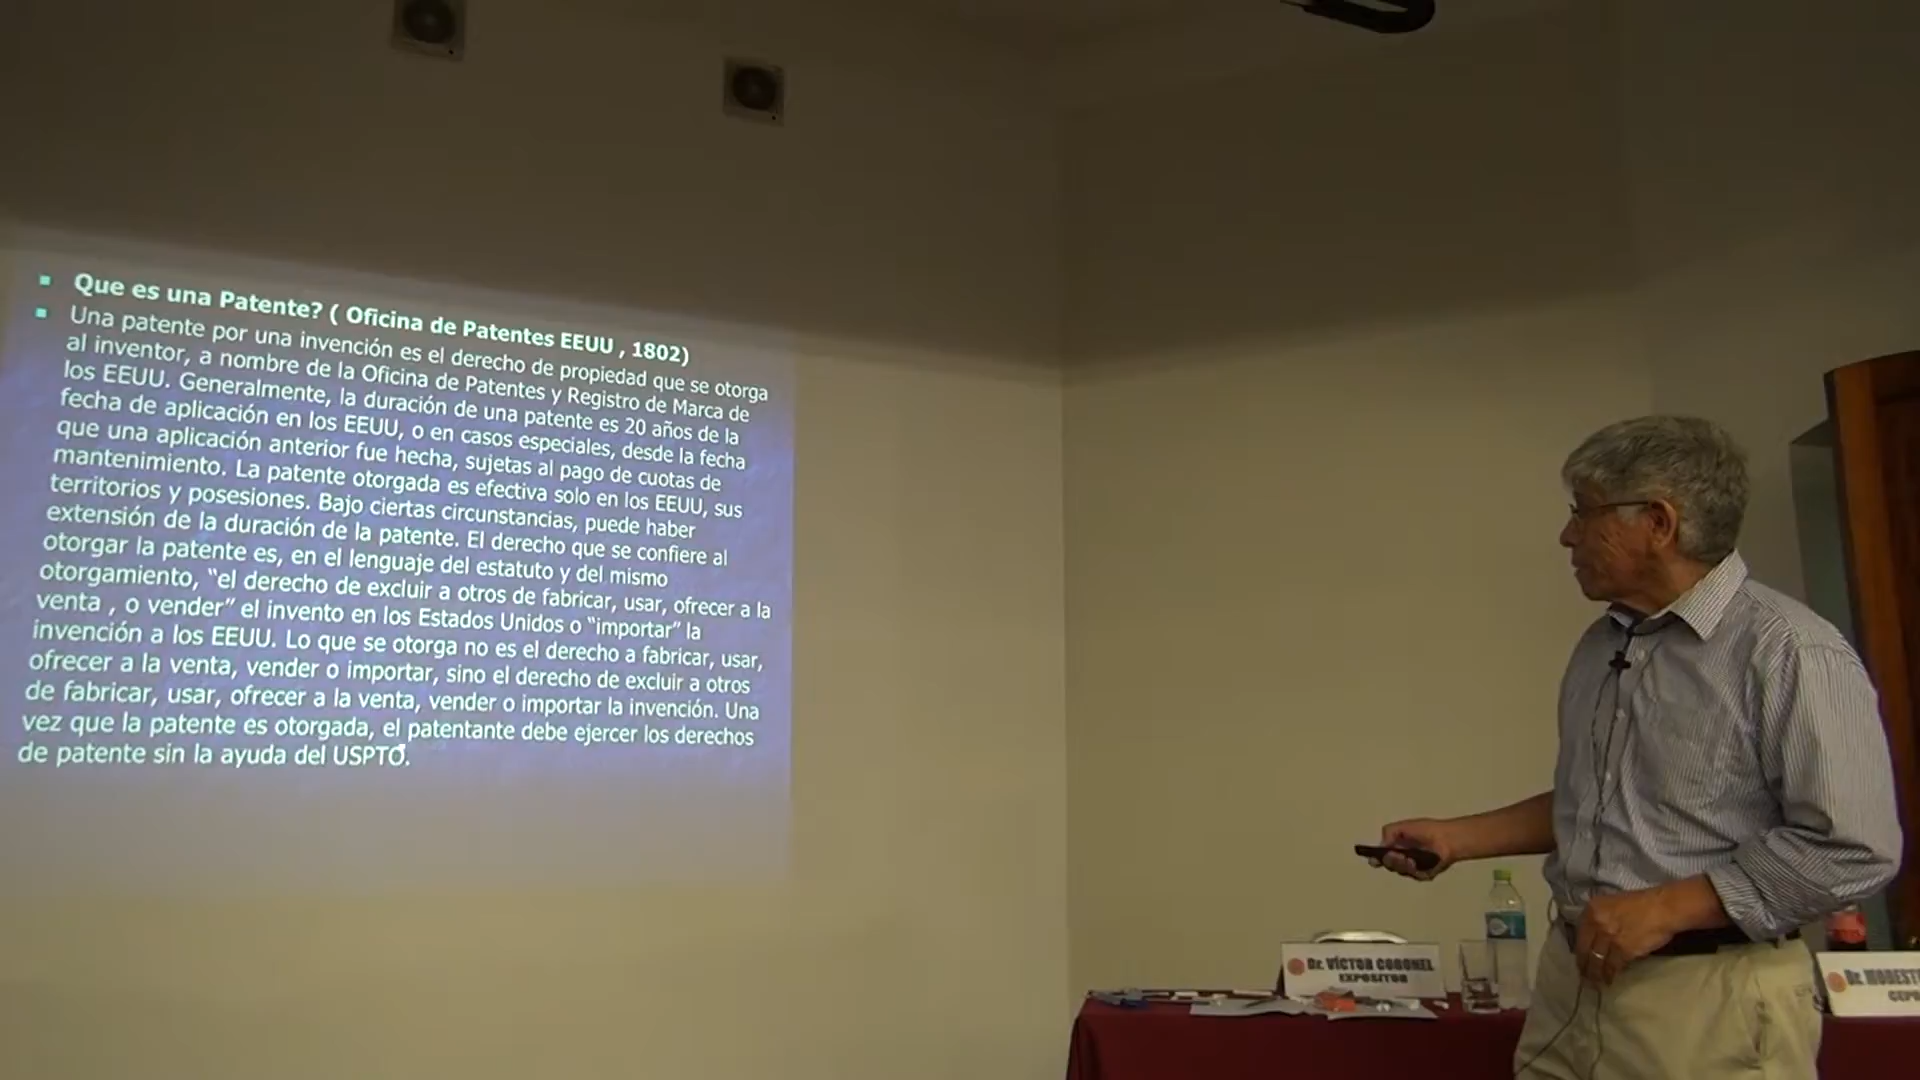 Que es una Patente? ( Oficina de Patentes EEUU , 1802)
Una patente por una invención es el derecho de propiedad que se otorga
al inventor, a nombre de la Oficina de Patentes y Registro de Marca de
los EEUU. Generalmente, la duración de una patente es 20 años de la
fecha de aplicación en los EEUU, o en casos especiales, desde la fecha
que una aplicación anterior fue hecha, sujetas al pago de cuotas de
mantenimiento. La patente otorgada es efectiva solo en los EEUU, sus
territorios y posesiones. Bajo ciertas circunstancias, puede haber
extensión de la duración de la patente. El derecho que se confiere al
otorgar la patente es, en el lenguaje del estatuto y del mismo
otorgamiento, “el derecho de excluir a otros de fabricar, usar, ofrecer a la
venta , o vender” el invento en los Estados Unidos o “importar” la
invención a los EEUU. Lo que se otorga no es el derecho a fabricar, usar,
ofrecer a la venta, vender o importar, sino el derecho de excluir a otros
de fabricar, usar, ofrecer a la venta, vender o importar la invención. Una
vez que la patente es otorgada, el patentante debe ejercer los derechos
de patente sin la ayuda del USPTO.
Dr. VÍCTOR CORONEL
EXPOSITOR
Dr.